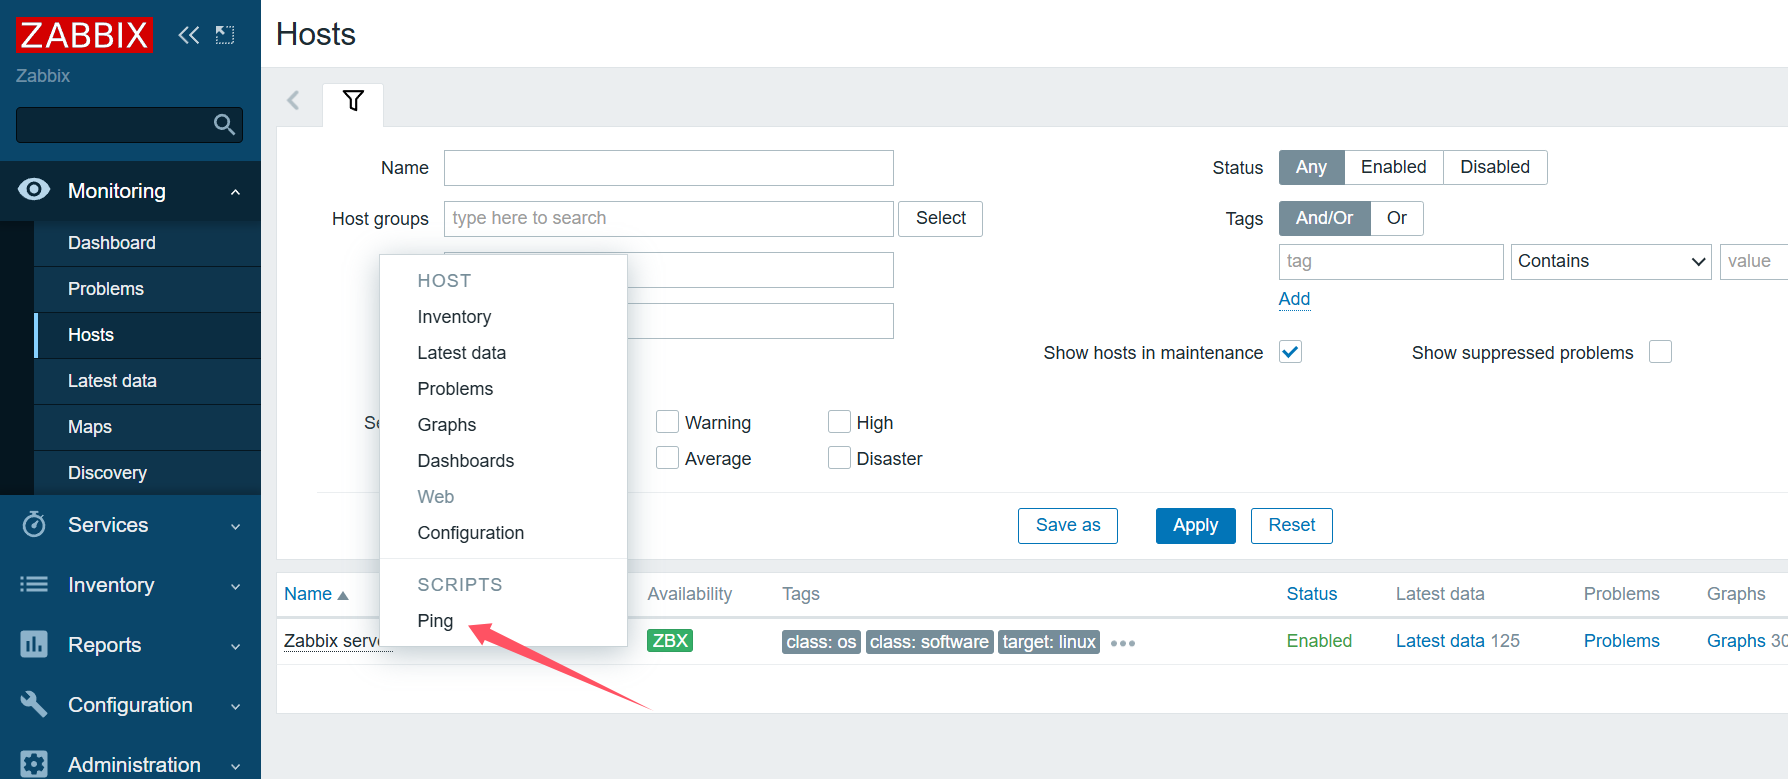 ZABBIX
Zabbix
Monitoring
Dashboard
Problems
Hosts
Latest data
Maps
Discovery
Services
Inventory
Reports
Configuration
Administration
Hosts
Name
Status Any Enabled Disabled
Host groups type here to search Select
Tags And/Or Or
tag Contains value
Add
Show hosts in maintenance Show suppressed problems
Warning High
Average Disaster
Save as Apply Reset
HOST
Inventory
Latest data
Problems
Graphs
Dashboards
Web
Configuration
SCRIPTS
Ping
Name Availability Tags Status Latest data Problems Graphs
Zabbix ZBX class: os class: software target: linux ••• Enabled Latest data 125 Problems Graphs